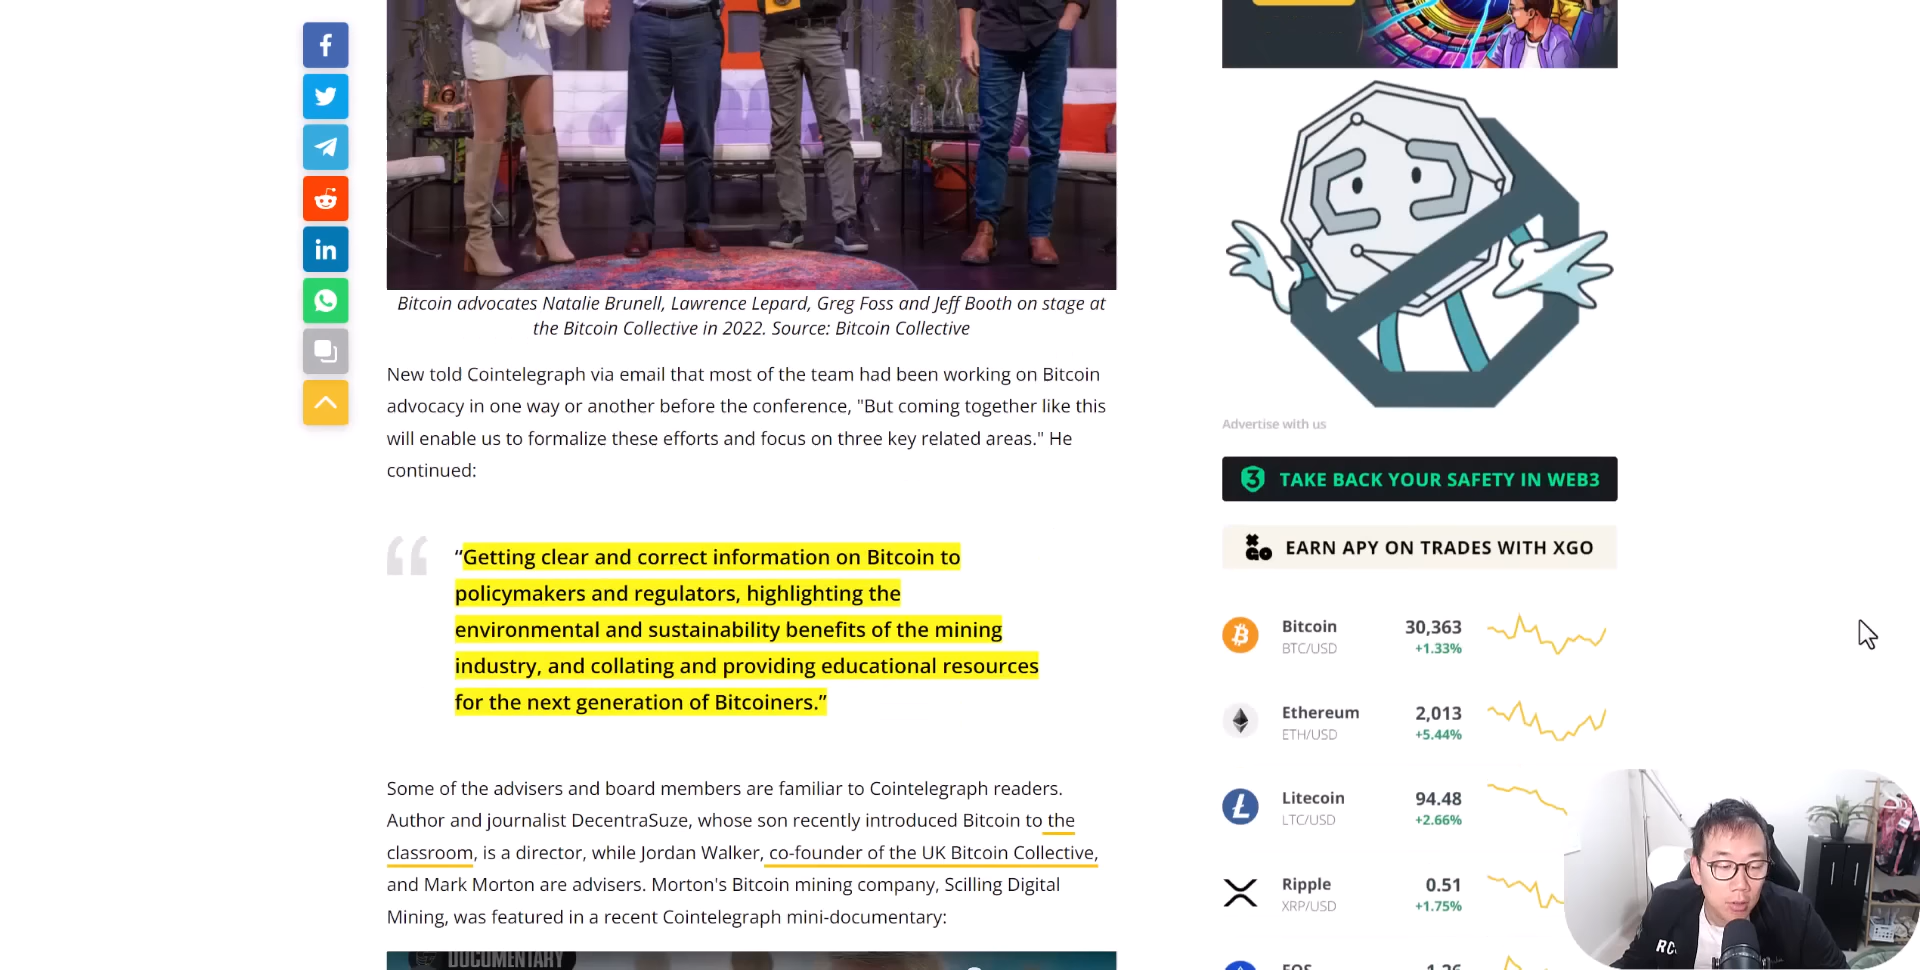 Bitcoin advocates Natalie Brunell, Lawrence Lepard, Greg Foss and Jeff Booth on stage at
the Bitcoin Collective in 2022. Source: Bitcoin Collective
New told Cointelegraph via email that most of the team had been working on Bitcoin
advocacy in one way or another before the conference, "But coming together like this
will enable us to formalize these efforts and focus on three key related areas." He
continued:
“Getting clear and correct information on Bitcoin to
policymakers and regulators, highlighting the
environmental and sustainability benefits of the mining
industry, and collating and providing educational resources
for the next generation of Bitcoiners.”
Some of the advisers and board members are familiar to Cointelegraph readers.
Author and journalist DecentraSuze, whose son recently introduced Bitcoin to the
classroom, is a director, while Jordan Walker, co-founder of the UK Bitcoin Collective,
and Mark Morton are advisers. Morton's Bitcoin mining company, Scilling Digital
Mining, was featured in a recent Cointelegraph mini-documentary:
DOCUMENTARY
Advertise with us
TAKE BACK YOUR SAFETY IN WEB3
XGO EARN APY ON TRADES WITH XGO
Bitcoin 30,363
BTC/USD +1.33%
Ethereum 2,013
ETH/USD +5.44%
Litecoin 94.48
LTC/USD +2.66%
Ripple 0.51
XRP/USD +1.75%